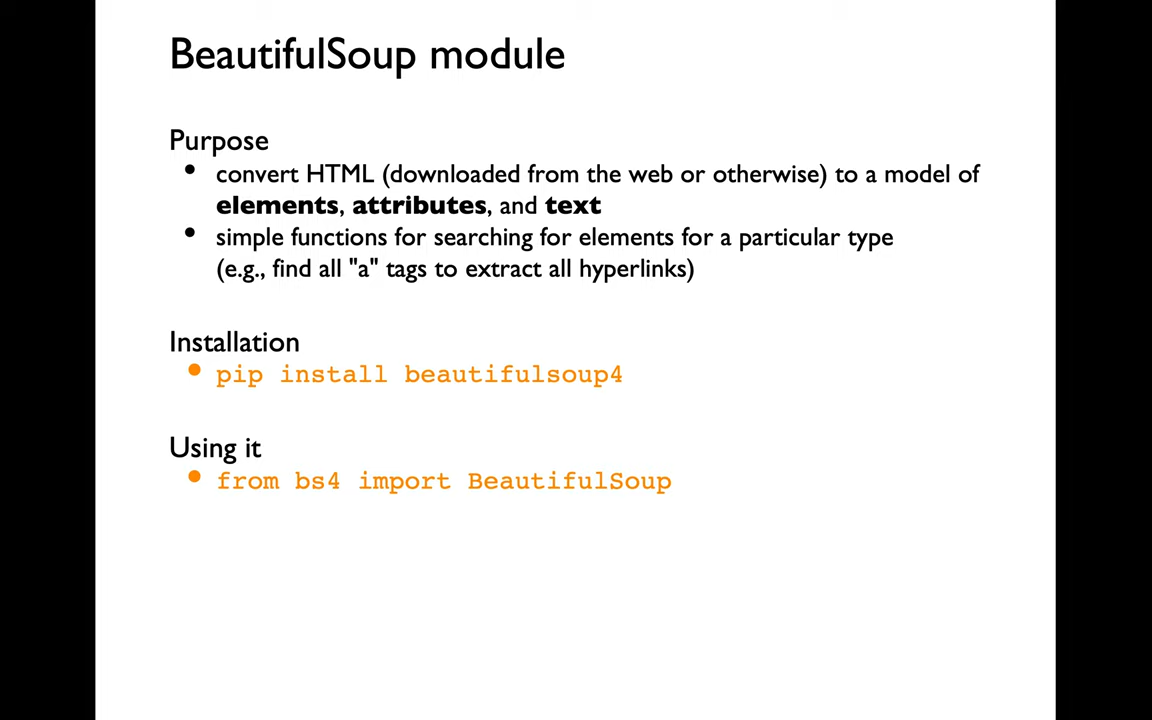 BeautifulSoup module
Purpose
• convert HTML (downloaded from the web or otherwise) to a model of
elements, attributes, and text
• simple functions for searching for elements for a particular type
(e.g., find all "a" tags to extract all hyperlinks)
Installation
• pip install beautifulsoup4
Using it
• from bs4 import BeautifulSoup